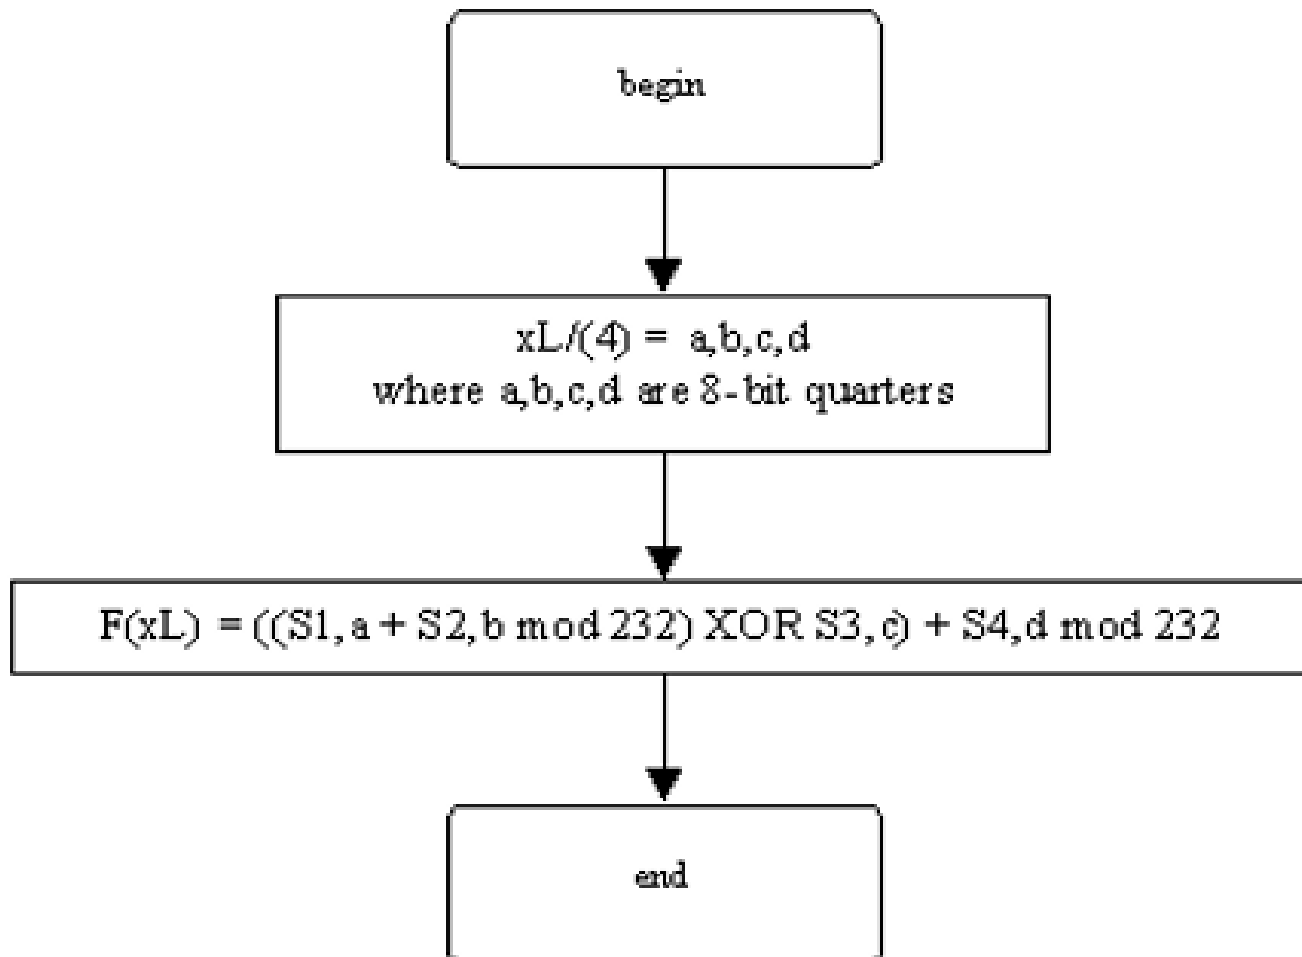 begin
xL/(4) = a,b,c,d
where a,b,c,d are 8-bit quarters
F(xL) = ((S1,a + S2,b mod 232) XOR S3,c) + S4,d mod 232
end